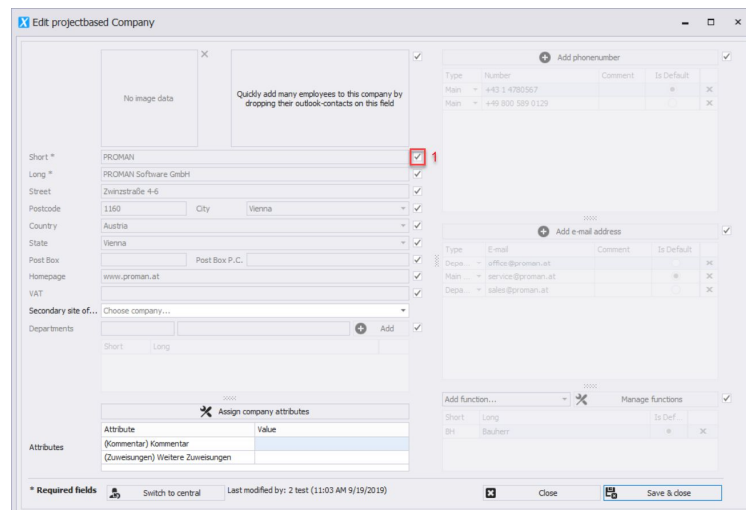 Edit projectbased Company
No image data
Quickly add many employees to this company by
dropping their outlook-contacts on this field
Short * PROMAN 1
Long * PROMAN Software GmbH
Street Zwinzstraße 4-6
Postcode 1160 City Vienna
Country Austria
State Vienna
Post Box Post Box P.C.
Homepage www.proman.at
VAT
Secondary site of... Choose company...
Departments Add
Short Long
Assign company attributes
Attribute Value
Attributes
(Kommentar) Kommentar
(Zuweisungen) Weitere Zuweisungen
Add phonenumber
Type Number Comment Is Default
Main +43 1 4780557
Main +49 800 589 0129
Add e-mail address
Type E-mail Comment Is Default
Depa... office@proman.at
Main ... service@proman.at
Depa... sales@proman.at
Add function... Manage functions
Short Long Is Def...
BH Bauherr
* Required fields Switch to central Last modified by: 2 test (11:03 AM 9/19/2019) Close Save & close